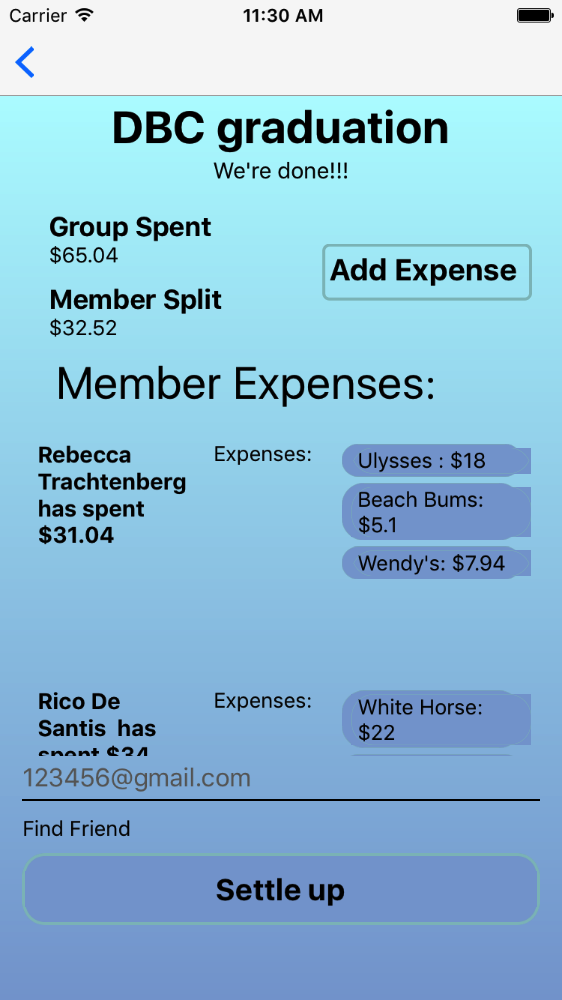 Carrier 11:30 AM
DBC graduation
We're done!!!
Group Spent
$65.04
Add Expense
Member Split
$32.52
Member Expenses:
Rebecca
Trachtenberg
has spent
$31.04
Expenses:
Ulysses : $18
Beach Bums:
$5.1
Wendy's: $7.94
Rico De
Santis has
spent $34
Expenses:
White Horse:
$22
123456@gmail.com
Find Friend
Settle up